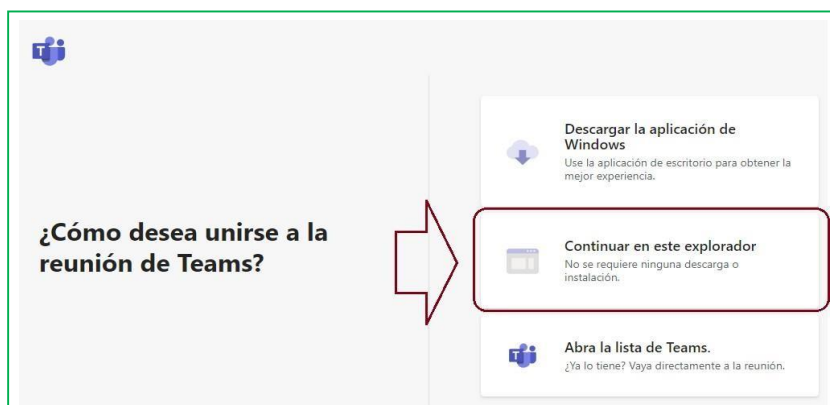 T
¿Cómo desea unirse a la
reunión de Teams?
Descargar la aplicación de
Windows
Use la aplicación de escritorio para obtener la
mejor experiencia.
Continuar en este explorador
No se requiere ninguna descarga o
instalación.
T
Abra la lista de Teams.
¿Ya lo tiene? Vaya directamente a la reunión.